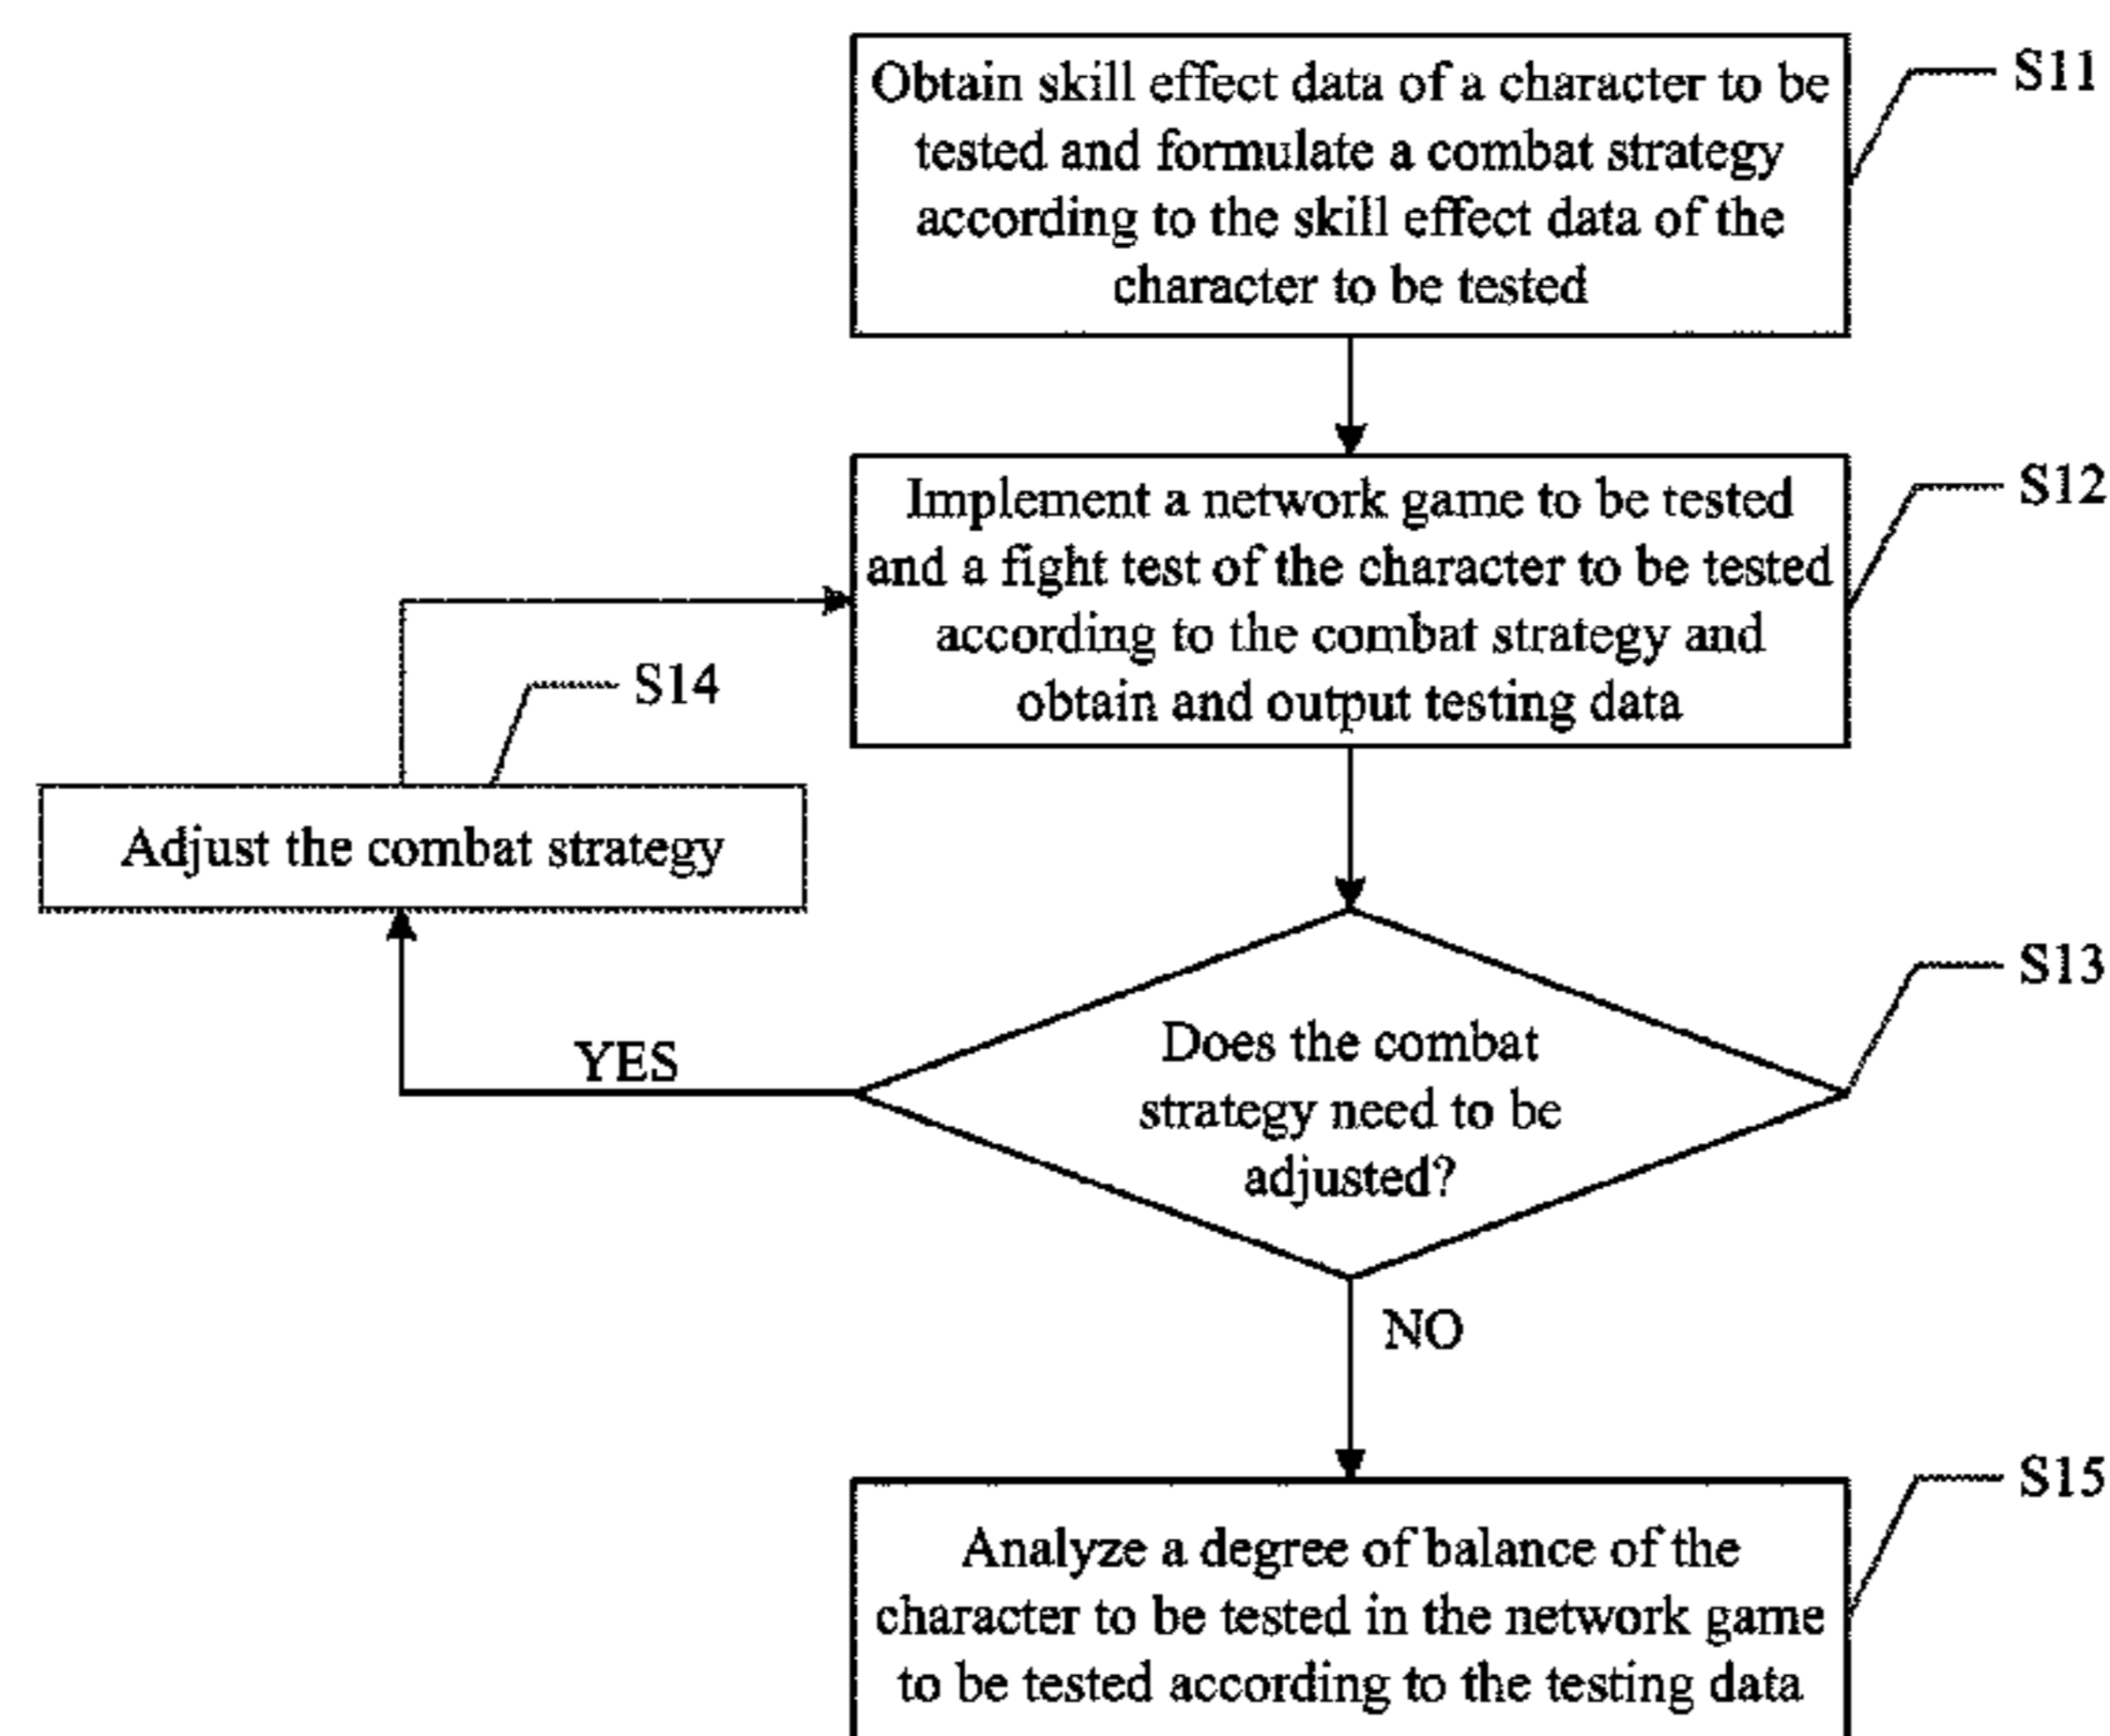 Obtain skill effect data of a character to be
tested and formulate a combat strategy
according to the skill effect data of the
character to be tested
S11
Implement a network game to be tested
and a fight test of the character to be tested
according to the combat strategy and
obtain and output testing data
S12
S14
Adjust the combat strategy
Does the combat
strategy need to be
adjusted?
S13
YES
NO
Analyze a degree of balance of the
character to be tested in the network game
to be tested according to the testing data
S15